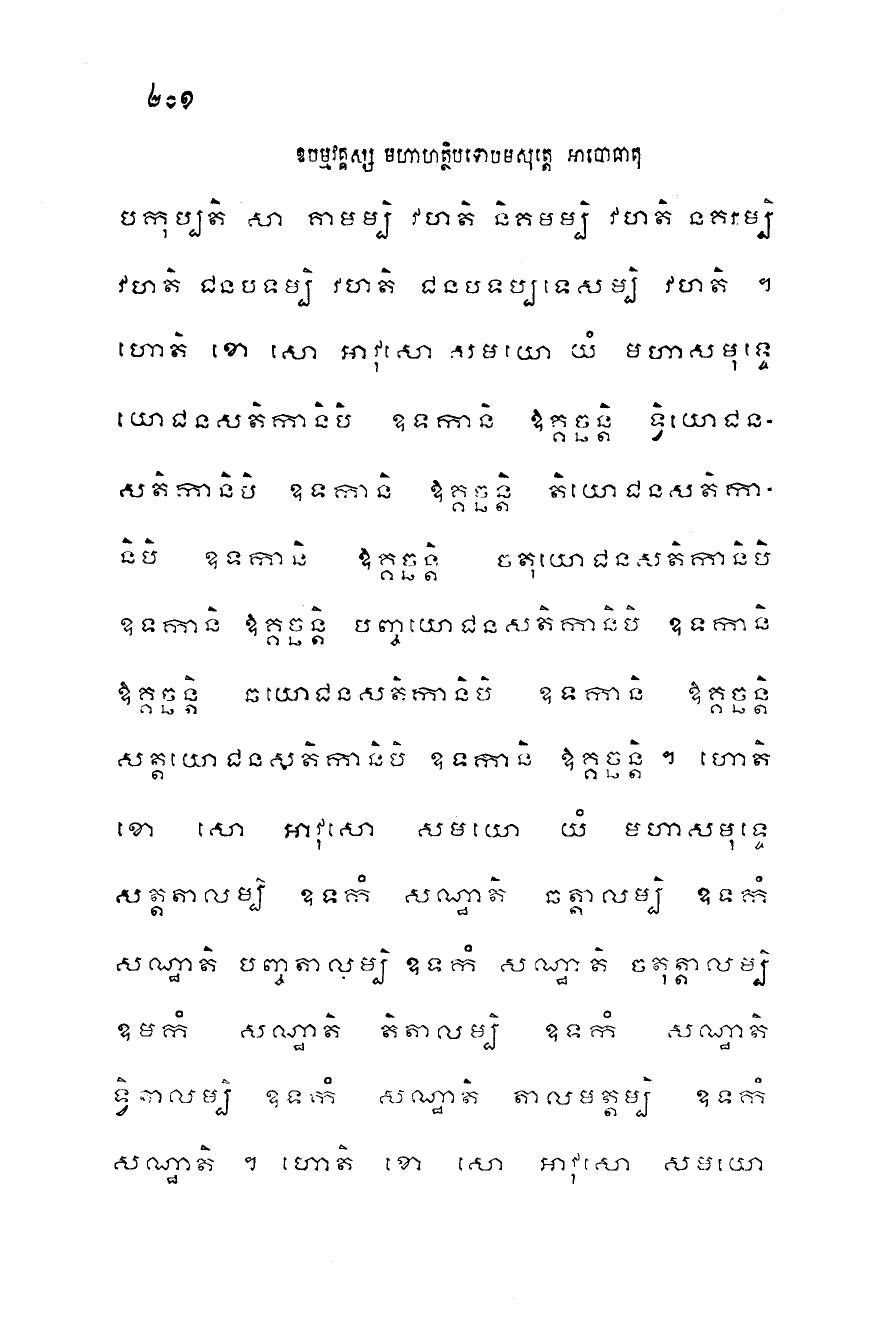 ២០១
ឱបម្មវគ្គស្ស មហាហត្ថិបទោបមសុត្តេ អាបោធាតុ
បកុប្បតិ សា គាមម្បិ វហតិ និគមម្បិ វហតិ នគរម្បិ
វហតិ ជនបទម្បិ វហតិ ជនបទប្បទេសម្បិ វហតិ ។
ហោតិ ខោ សោ អាវុសោ សមយោ យំ មហាសមុទ្ទេ
យោជនសតិកានិបិ ឧទកានិ ឱគ្គច្ឆន្តិ ទ្វិយោជន-
សតិកានិបិ ឧទកានិ ឱគ្គច្ឆន្តិ តិយោជនសតិកា-
និបិ ឧទកានិ ឱគ្គច្ឆន្តិ ចតុយោជនសតិកានិបិ
ឧទកានិ ឱគ្គច្ឆន្តិ បញ្ចយោជនសតិកានិបិ ឧទកានិ
ឱគ្គច្ឆន្តិ ឆយោជនសតិកានិបិ ឧទកានិ ឱគ្គច្ឆន្តិ
សត្តយោជនសតិកានិបិ ឧទកានិ ឱគ្គច្ឆន្តិ ។ ហោតិ
ខោ សោ អាវុសោ សមយោ យំ មហាសមុទ្ទេ
សត្តតាលម្បិ ឧទកំ សណ្ឋាតិ ឆត្តាលម្បិ ឧទកំ
សណ្ឋាតិ បញ្ចតាលម្បិ ឧទកំ សណ្ឋាតិ ចតុត្តាលម្បិ
ឧមកំ សណ្ឋាតិ តិតាលម្បិ ឧទកំ សណ្ឋាតិ
ទ្វិតាលម្បិ ឧទកំ សណ្ឋាតិ តាលមត្តម្បិ ឧទកំ
សណ្ឋាតិ ។ ហោតិ ខោ សោ អាវុសោ សមយោ